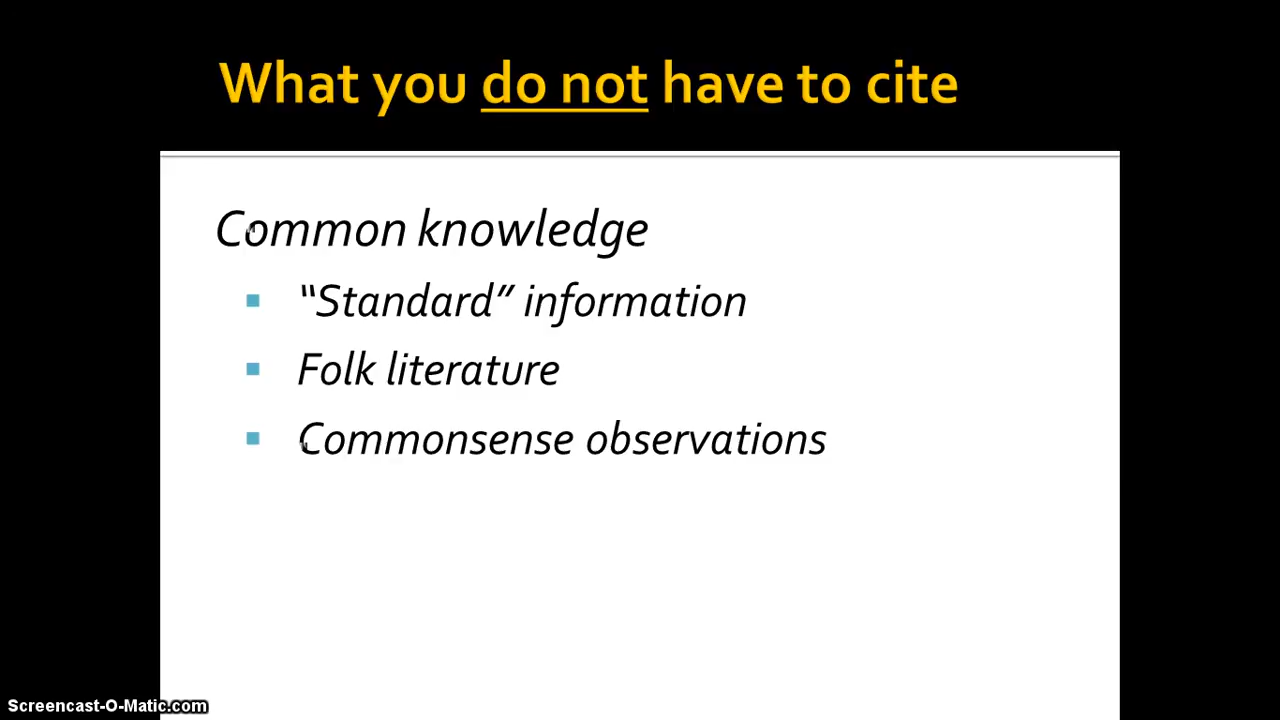 What you do not have to cite
Common knowledge
“Standard” information
Folk literature
Commonsense observations
Screencast-O-Matic.com